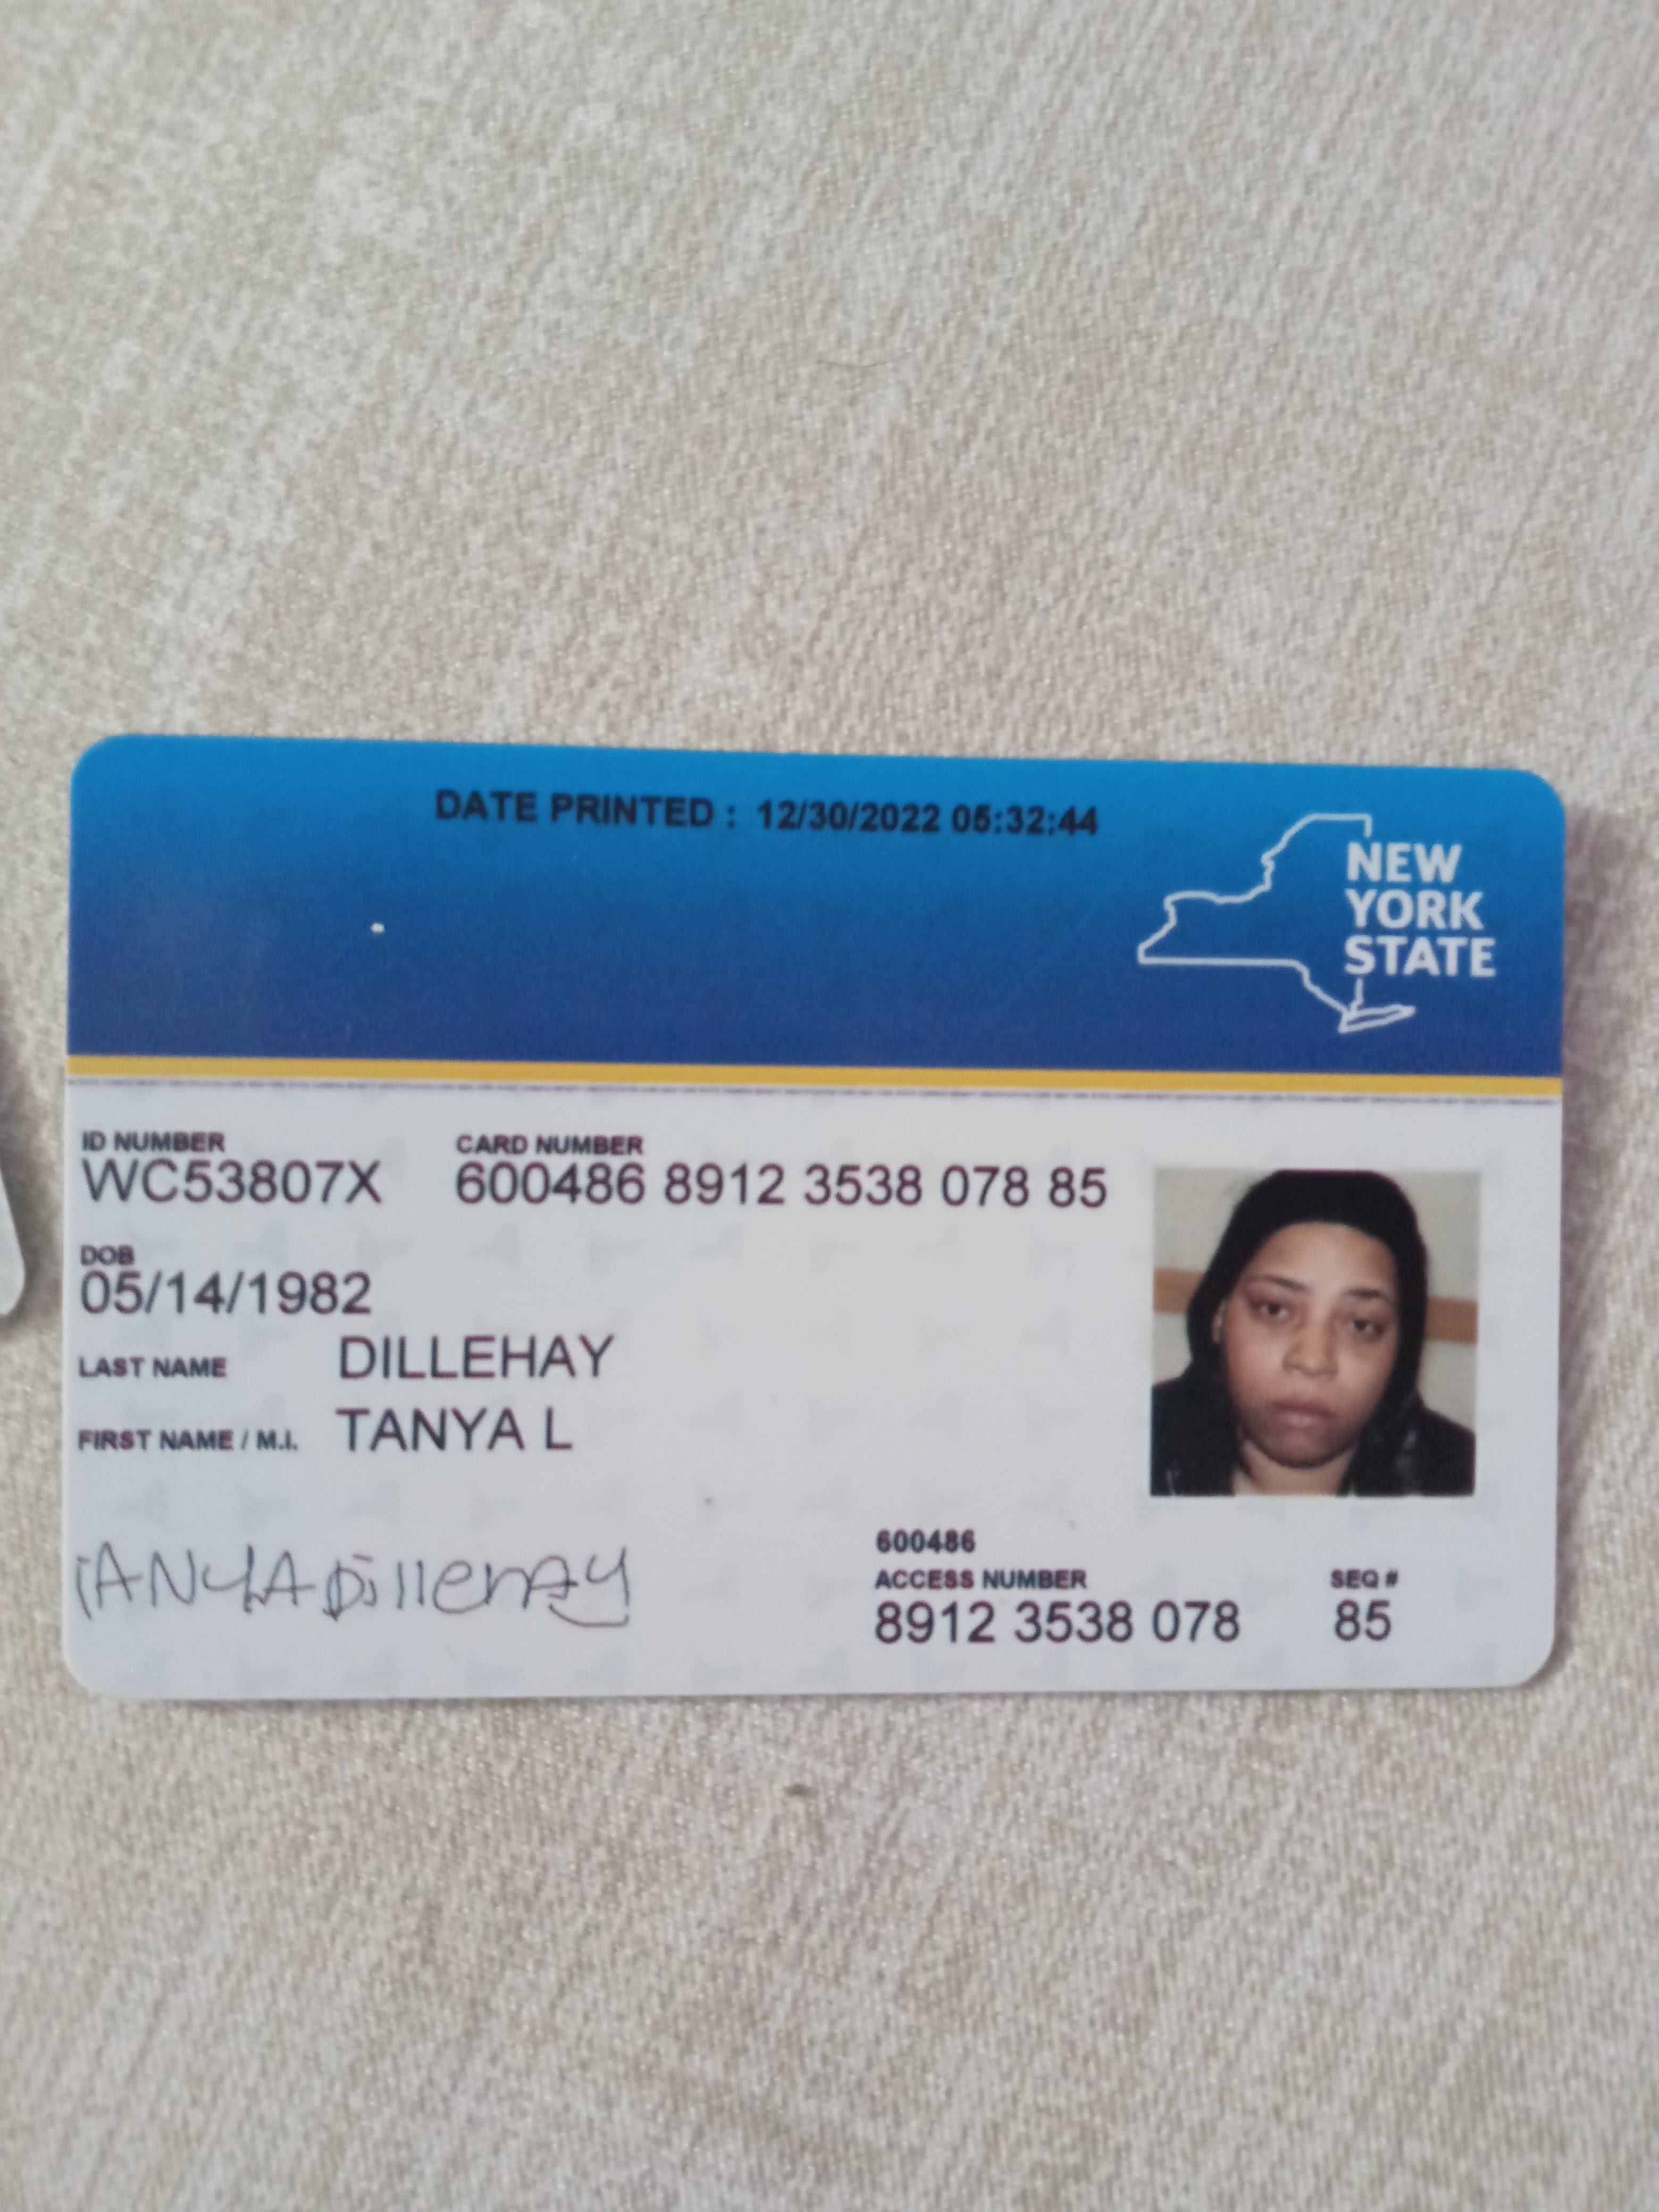 DATE PRINTED : 12/30/2022 05:32:44
NEW
YORK
STATE
ID NUMBER CARD NUMBER
WC53807X 600486 8912 3538 078 85
DOB
05/14/1982
LAST NAME DILLEHAY
FIRST NAME / M.I. TANYA L
TANYA Dillehay
600486
ACCESS NUMBER SEQ #
8912 3538 078 85